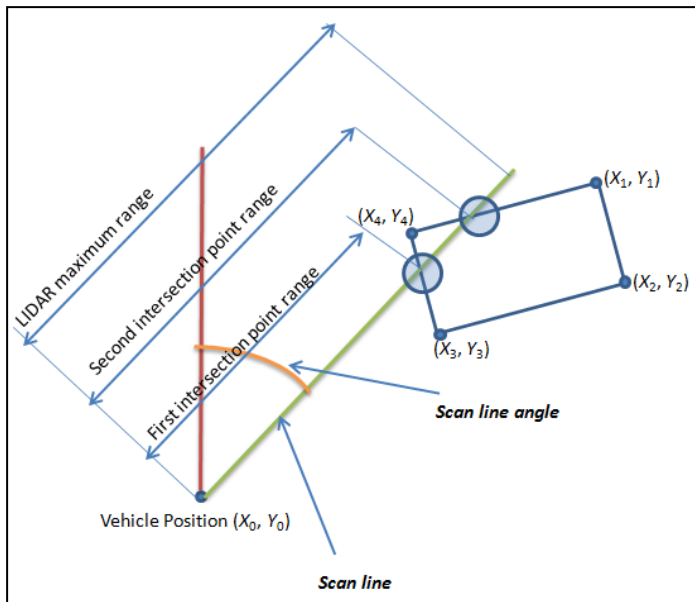 LIDAR maximum range
Second intersection point range
First intersection point range
(X₁, Y₁)
(X₄, Y₄)
(X₂, Y₂)
(X₃, Y₃)
Scan line angle
Vehicle Position (X₀, Y₀)
Scan line